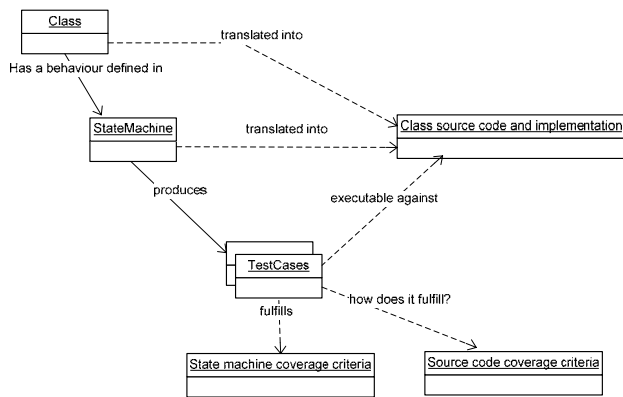 Class
translated into
Has a behaviour defined in
StateMachine
translated into
Class source code and implementation
produces
executable against
TestCases
how does it fulfill?
fulfills
State machine coverage criteria
Source code coverage criteria